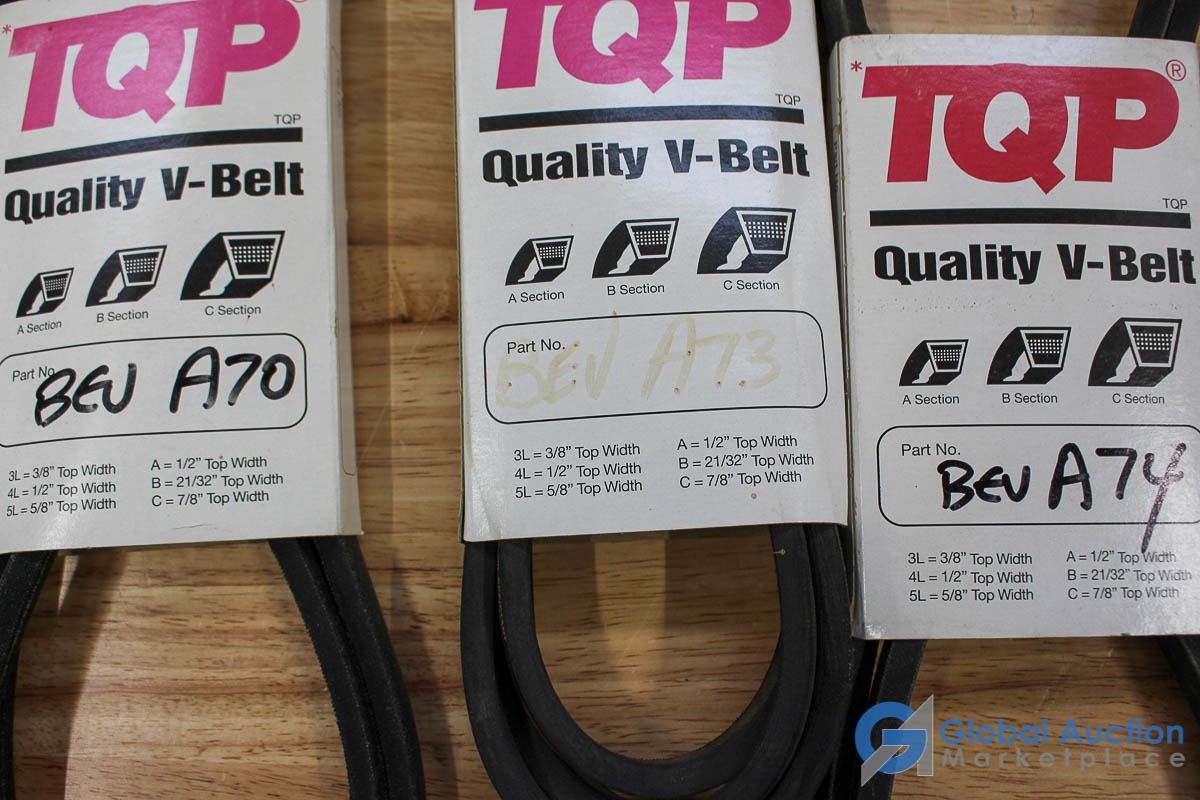 *TQP
TQP
Quality V-Belt
A Section
B Section
C Section
Part No.
BEV A70
3L = 3/8" Top Width
4L = 1/2" Top Width
5L = 5/8" Top Width
A = 1/2" Top Width
B = 21/32" Top Width
C = 7/8" Top Width
TQP
TQP
Quality V-Belt
A Section
B Section
C Section
Part No.
BEV A73
3L = 3/8" Top Width
4L = 1/2" Top Width
5L = 5/8" Top Width
A = 1/2" Top Width
B = 21/32" Top Width
C = 7/8" Top Width
*TQP®
TQP
Quality V-Belt
A Section
B Section
C Section
Part No.
BEV A74
3L = 3/8" Top Width
4L = 1/2" Top Width
5L = 5/8" Top Width
A = 1/2" Top Width
B = 21/32" Top Width
C = 7/8" Top Width
Global Auction
Marketplace